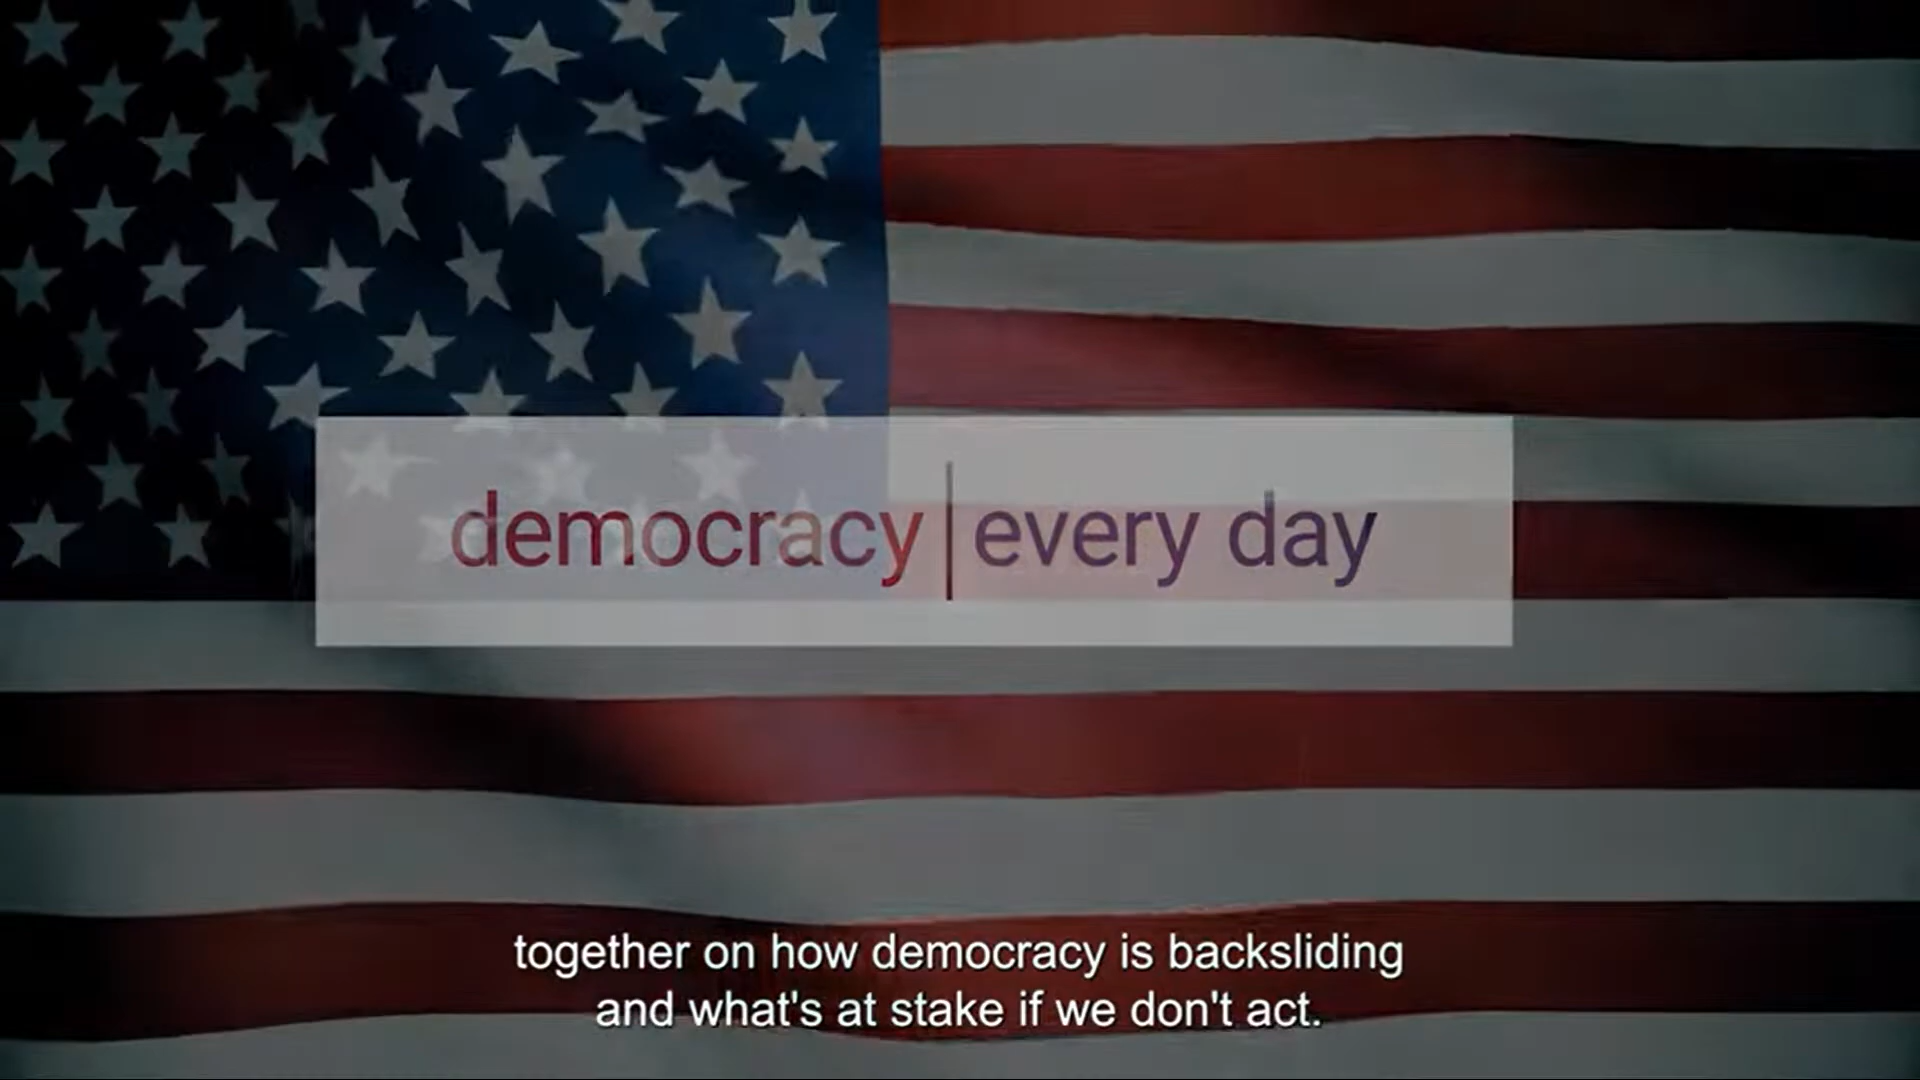 democracy | every day
together on how democracy is backsliding
and what's at stake if we don't act.